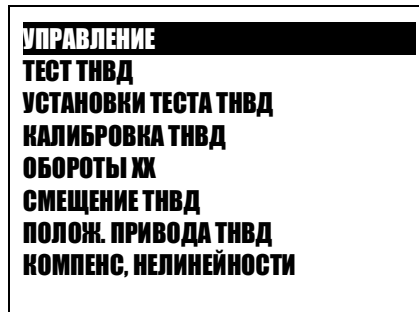 УПРАВЛЕНИЕ
ТЕСТ ТНВД
УСТАНОВКИ ТЕСТА ТНВД
КАЛИБРОВКА ТНВД
ОБОРОТЫ ХХ
СМЕЩЕНИЕ ТНВД
ПОЛОЖ. ПРИВОДА ТНВД
КОМПЕНС, НЕЛИНЕЙНОСТИ